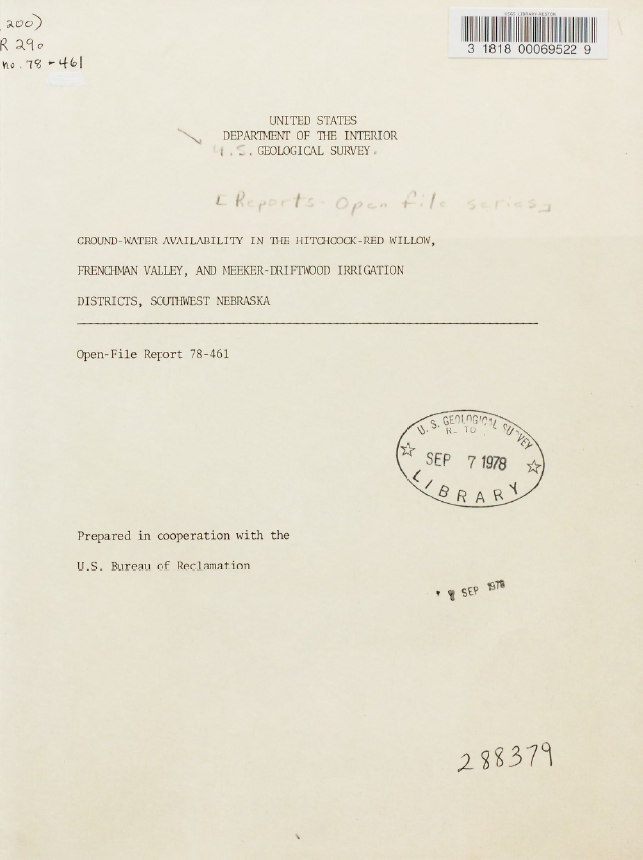 200)
R 290
no. 78-461
USGS LIBRARY-RESTON
3 1818 00069522 9
UNITED STATES
DEPARTMENT OF THE INTERIOR
U.S. GEOLOGICAL SURVEY.
[Reports - Open file series]
GROUND-WATER AVAILABILITY IN THE HITCHCOCK-RED WILLOW,
FRENCHMAN VALLEY, AND MEEKER-DRIFTWOOD IRRIGATION
DISTRICTS, SOUTHWEST NEBRASKA
Open-File Report 78-461
U. S. GEOLOGICAL SURVEY
SEP 7 1978
LIBRARY
Prepared in cooperation with the
U.S. Bureau of Reclamation
SEP 1978
288379